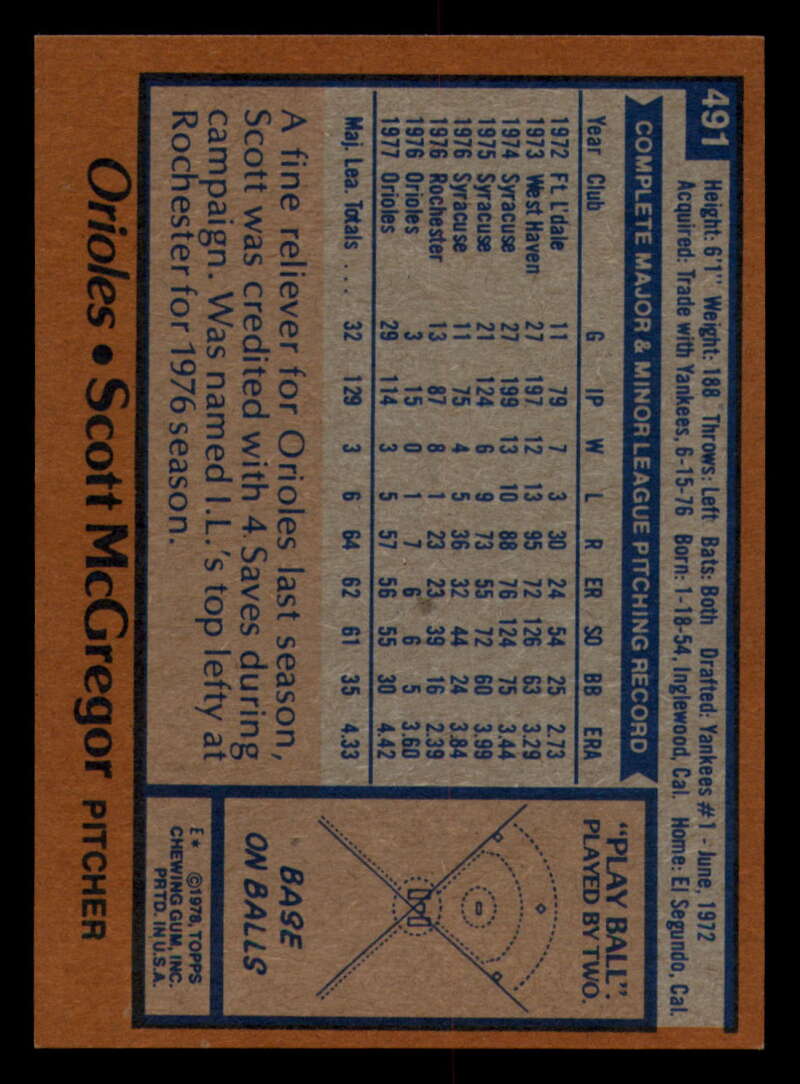 491
Height: 6'1" Weight: 188 Throws: Left Bats: Both Drafted: Yankees #1 - June, 1972
Acquired: Trade with Yankees, 6-15-76 Born: 1-18-54, Inglewood, Cal. Home: El Segundo, Cal.
COMPLETE MAJOR & MINOR LEAGUE PITCHING RECORD
Year Club G IP W L R ER SO BB ERA
1972 Ft. L'dale 11 79 7 3 30 24 54 25 2.73
1973 West Haven 27 197 12 13 95 72 126 63 3.29
1974 Syracuse 27 199 13 10 88 76 124 75 3.44
1975 Syracuse 21 124 6 9 73 55 72 60 3.99
1976 Syracuse 11 75 4 5 36 32 44 24 3.84
1976 Rochester 13 87 8 1 23 23 39 16 2.39
1976 Orioles 3 15 0 1 7 6 6 5 3.60
1977 Orioles 29 114 3 5 57 56 55 30 4.42
Maj. Lea. Totals .... 32 129 3 6 64 62 61 35 4.33
A fine reliever for Orioles last season,
Scott was credited with 4 Saves during
campaign. Was named I.L.'s top lefty at
Rochester for 1976 season.
"PLAY BALL".
PLAYED BY TWO.
BASE
ON BALLS
E* ©1978, TOPPS
CHEWING GUM, INC.
PRTD. IN U.S.A.
Orioles • Scott McGregor PITCHER